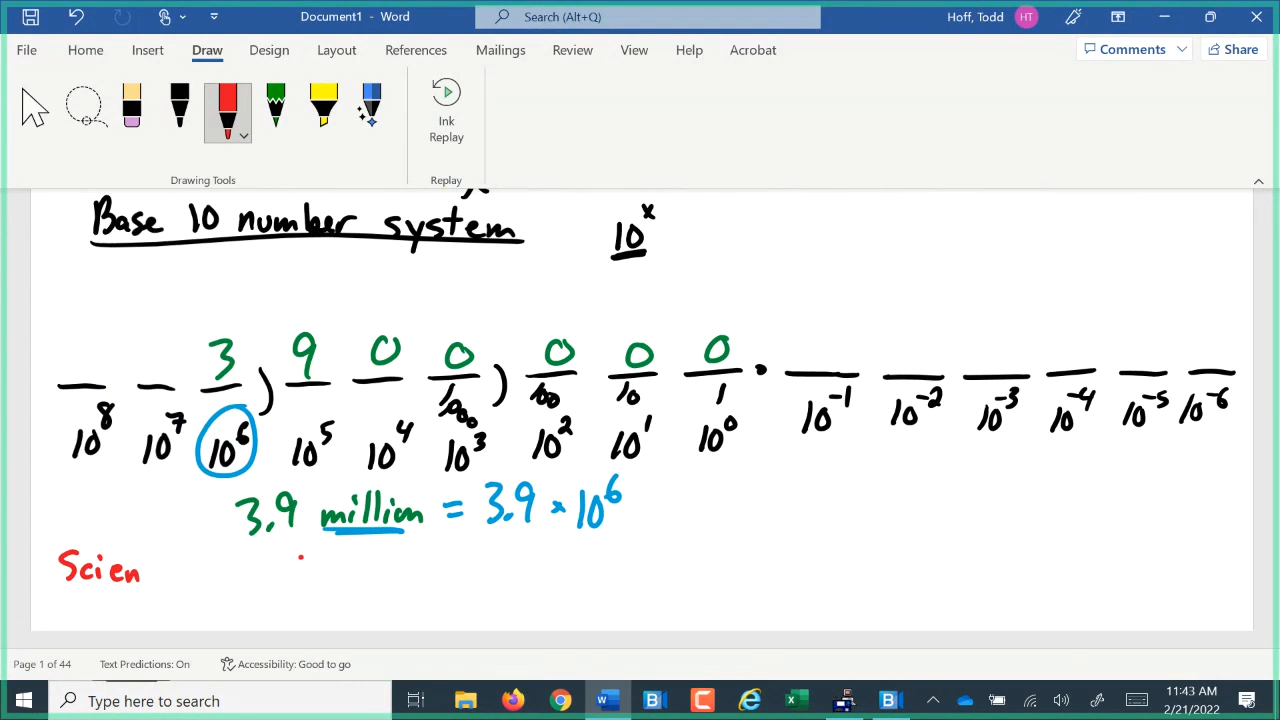 Document1 - Word
Search (Alt+Q)
Hoff, Todd HT
File Home Insert Draw Design Layout References Mailings Review View Help Acrobat
Comments Share
Ink
Replay
Drawing Tools
Replay
Base 10 number system
10^x
3, 9 0 0, 0 0 0 .
1000 100 10 1
10^8 10^7 10^6 10^5 10^4 10^3 10^2 10^1 10^0 10^-1 10^-2 10^-3 10^-4 10^-5 10^-6
3.9 million = 3.9 × 10^6
Scien
Page 1 of 44 Text Predictions: On Accessibility: Good to go
Type here to search
11:43 AM
2/21/2022